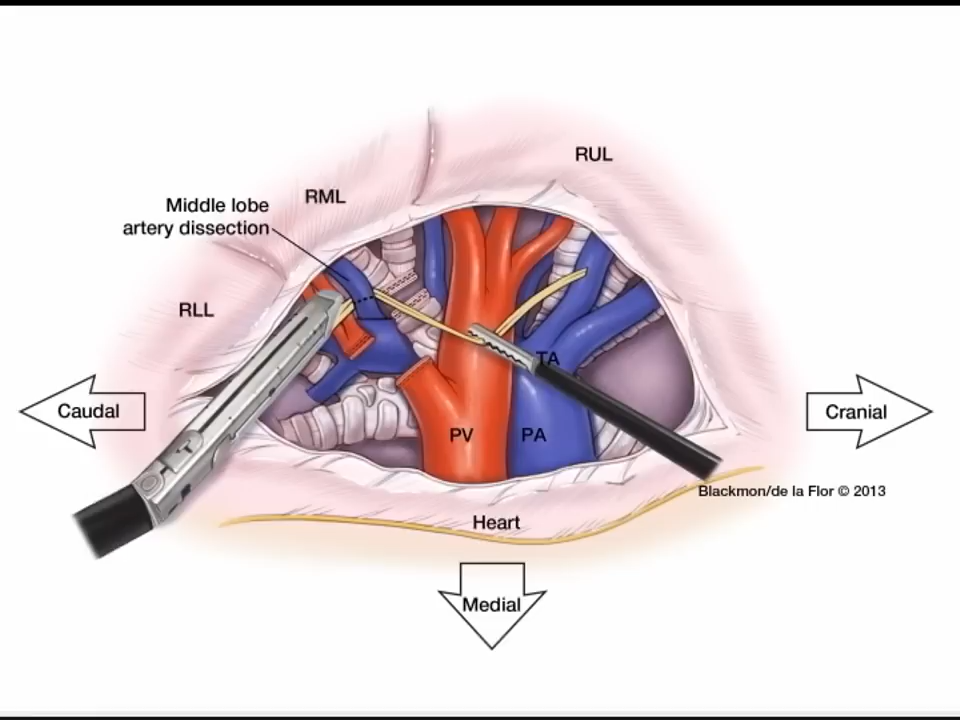 RUL
RML
Middle lobe
artery dissection
RLL
TA
Caudal
Cranial
PV
PA
Blackmon/de la Flor © 2013
Heart
Medial